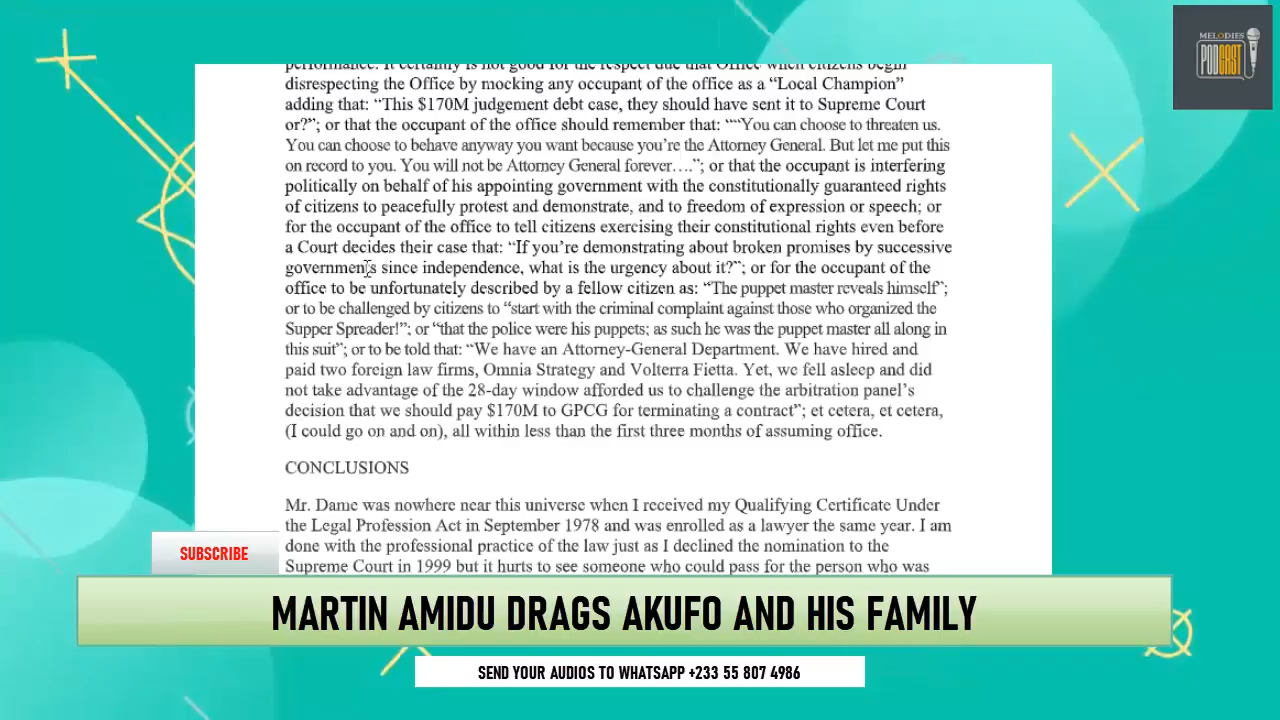 MELODIES
PODCAST
performance. It certainly is not good for the respect due that Office when citizens begin
disrespecting the Office by mocking any occupant of the office as a “Local Champion”
adding that: “This $170M judgement debt case, they should have sent it to Supreme Court
or?”; or that the occupant of the office should remember that: ““You can choose to threaten us.
You can choose to behave anyway you want because you’re the Attorney General. But let me put this
on record to you. You will not be Attorney General forever….”; or that the occupant is interfering
politically on behalf of his appointing government with the constitutionally guaranteed rights
of citizens to peacefully protest and demonstrate, and to freedom of expression or speech; or
for the occupant of the office to tell citizens exercising their constitutional rights even before
a Court decides their case that: “If you’re demonstrating about broken promises by successive
governments since independence, what is the urgency about it?”; or for the occupant of the
office to be unfortunately described by a fellow citizen as: “The puppet master reveals himself”;
or to be challenged by citizens to “start with the criminal complaint against those who organized the
Supper Spreader!”; or “that the police were his puppets; as such he was the puppet master all along in
this suit”; or to be told that: “We have an Attorney-General Department. We have hired and
paid two foreign law firms, Omnia Strategy and Volterra Fietta. Yet, we fell asleep and did
not take advantage of the 28-day window afforded us to challenge the arbitration panel’s
decision that we should pay $170M to GPCG for terminating a contract”; et cetera, et cetera,
(I could go on and on), all within less than the first three months of assuming office.
CONCLUSIONS
Mr. Dame was nowhere near this universe when I received my Qualifying Certificate Under
the Legal Profession Act in September 1978 and was enrolled as a lawyer the same year. I am
done with the professional practice of the law just as I declined the nomination to the
Supreme Court in 1999 but it hurts to see someone who could pass for the person who was
SUBSCRIBE
MARTIN AMIDU DRAGS AKUFO AND HIS FAMILY
SEND YOUR AUDIOS TO WHATSAPP +233 55 807 4986